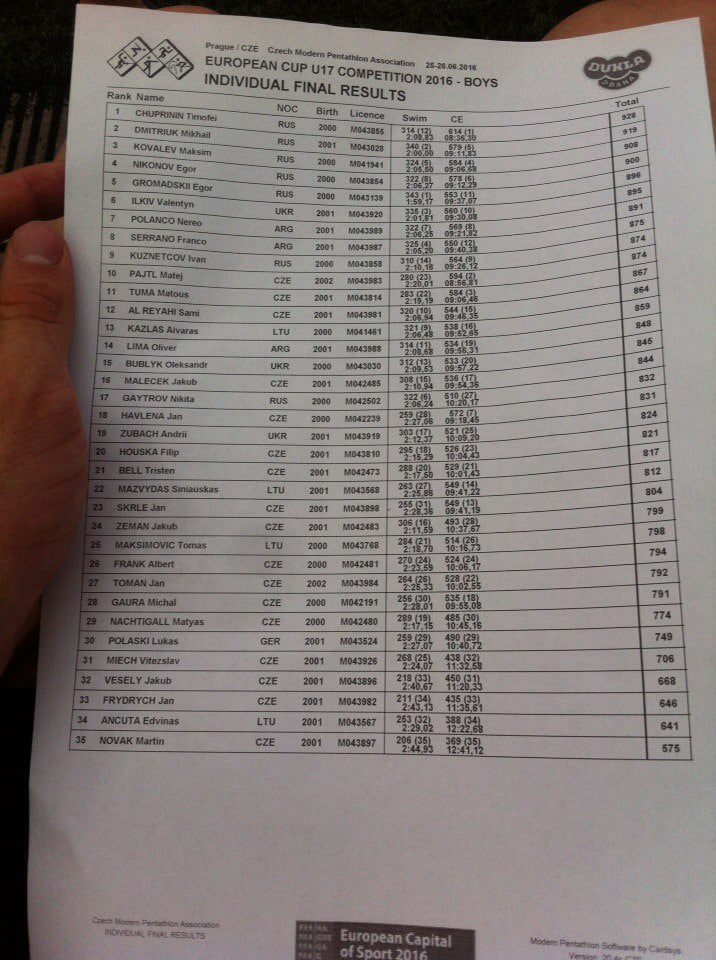 Prague / CZE Czech Modern Pentathlon Association 25-26.06.2016
EUROPEAN CUP U17 COMPETITION 2016 - BOYS
INDIVIDUAL FINAL RESULTS
DUKLA
PRAHA
Rank Name NOC Birth Licence Swim CE Total
1 CHUPRININ Timofei RUS 2000 M043855 314 (12) 614 (1) 928
2:08,83 08:36,30
2 DMITRIUK Mikhail RUS 2001 M043028 340 (2) 579 (5) 919
2:00,00 09:11,83
3 KOVALEV Maksim RUS 2000 M041941 324 (5) 584 (4) 908
2:05,50 09:06,68
4 NIKONOV Egor RUS 2000 M043854 322 (8) 578 (6) 900
2:06,27 09:12,29
5 GROMADSKII Egor RUS 2000 M043139 343 (1) 553 (11) 896
1:59,17 09:37,07
6 ILKIV Valentyn UKR 2001 M043920 335 (3) 560 (10) 895
2:01,81 09:30,08
7 POLANCO Nereo ARG 2001 M043989 322 (7) 569 (8) 891
2:06,25 09:21,82
8 SERRANO Franco ARG 2001 M043987 325 (4) 550 (12) 875
2:05,20 09:40,38
9 KUZNETCOV Ivan RUS 2000 M043858 310 (14) 564 (9) 874
2:10,16 09:26,12
10 PAJTL Matej CZE 2002 M043983 280 (23) 594 (2) 874
2:20,01 08:56,81
11 TUMA Matous CZE 2001 M043814 283 (22) 584 (3) 867
2:19,19 09:06,46
12 AL REYAHI Sami CZE 2001 M043981 320 (10) 544 (15) 864
2:06,94 09:46,35
13 KAZLAS Aivaras LTU 2000 M041461 321 (9) 538 (16) 859
2:06,48 09:52,65
14 LIMA Oliver ARG 2001 M043988 314 (11) 534 (19) 848
2:08,68 09:56,31
15 BUBLYK Oleksandr UKR 2000 M043030 312 (13) 533 (20) 845
2:09,53 09:57,22
16 MALECEK Jakub CZE 2001 M042485 308 (15) 536 (17) 844
2:10,94 09:54,36
17 GAYTROV Nikita RUS 2000 M042502 322 (6) 510 (27) 832
2:06,24 10:20,17
18 HAVLENA Jan CZE 2000 M042239 259 (28) 572 (7) 831
2:27,06 09:18,45
19 ZUBACH Andrii UKR 2001 M043919 303 (17) 521 (25) 824
2:12,37 10:09,20
20 HOUSKA Filip CZE 2001 M043810 295 (18) 526 (23) 821
2:15,29 10:04,43
21 BELL Tristen CZE 2001 M042473 288 (20) 529 (21) 817
2:17,50 10:01,43
22 MAZVYDAS Siniauskas LTU 2001 M043568 263 (27) 549 (14) 812
2:25,86 09:41,22
23 SKRLE Jan CZE 2001 M043898 255 (31) 549 (13) 804
2:28,36 09:41,19
24 ZEMAN Jakub CZE 2001 M042483 306 (16) 493 (28) 799
2:11,59 10:37,67
25 MAKSIMOVIC Tomas LTU 2000 M043768 284 (21) 514 (26) 798
2:18,70 10:16,73
26 FRANK Albert CZE 2000 M042481 270 (24) 524 (24) 794
2:23,59 10:06,17
27 TOMAN Jan CZE 2002 M043984 264 (26) 528 (22) 792
2:25,33 10:02,55
28 GAURA Michal CZE 2000 M042191 256 (30) 535 (18) 791
2:28,01 09:55,08
29 NACHTIGALL Matyas CZE 2000 M042480 289 (19) 485 (30) 774
2:17,15 10:45,16
30 POLASKI Lukas GER 2001 M043524 259 (29) 490 (29) 749
2:27,07 10:40,72
31 MIECH Vitezslav CZE 2001 M043926 268 (25) 438 (32) 706
2:24,07 11:32,58
32 VESELY Jakub CZE 2001 M043896 218 (33) 450 (31) 668
2:40,67 11:20,33
33 FRYDRYCH Jan CZE 2001 M043982 211 (34) 435 (33) 646
2:43,13 11:35,61
34 ANCUTA Edvinas LTU 2001 M043567 253 (32) 388 (34) 641
2:29,02 12:22,68
35 NOVAK Martin CZE 2001 M043897 206 (35) 369 (35) 575
2:44,93 12:41,12
Czech Modern Pentathlon Association
INDIVIDUAL FINAL RESULTS
European Capital
of Sport 2016
Modern Pentathlon Software by Cardsys